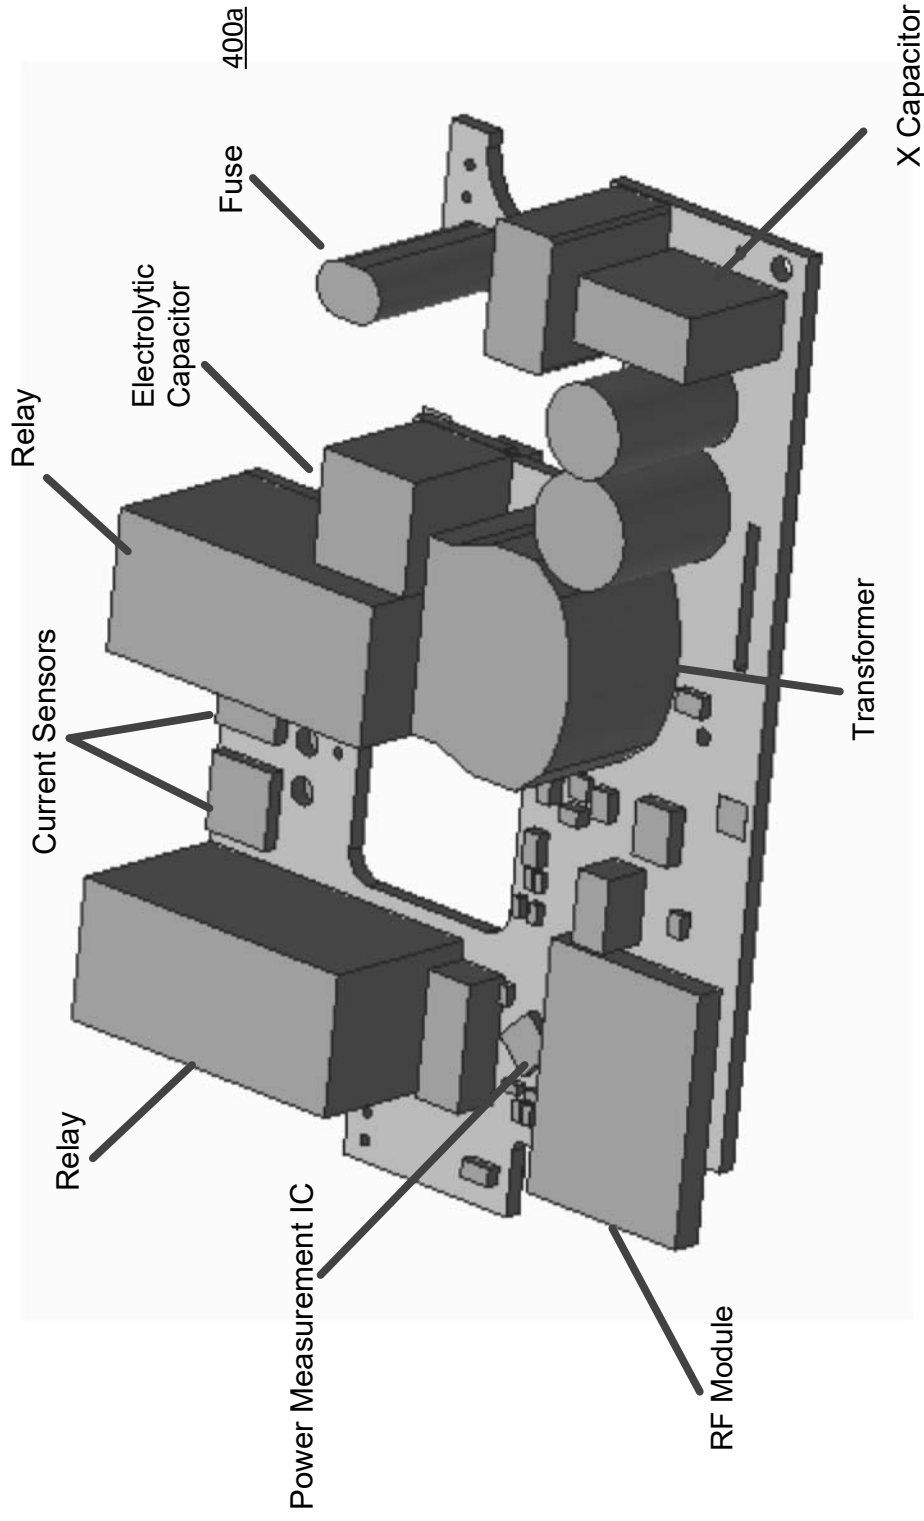 400a
Relay
Current Sensors
Relay
Electrolytic
Capacitor
Fuse
Power Measurement IC
RF Module
Transformer
X Capacitor